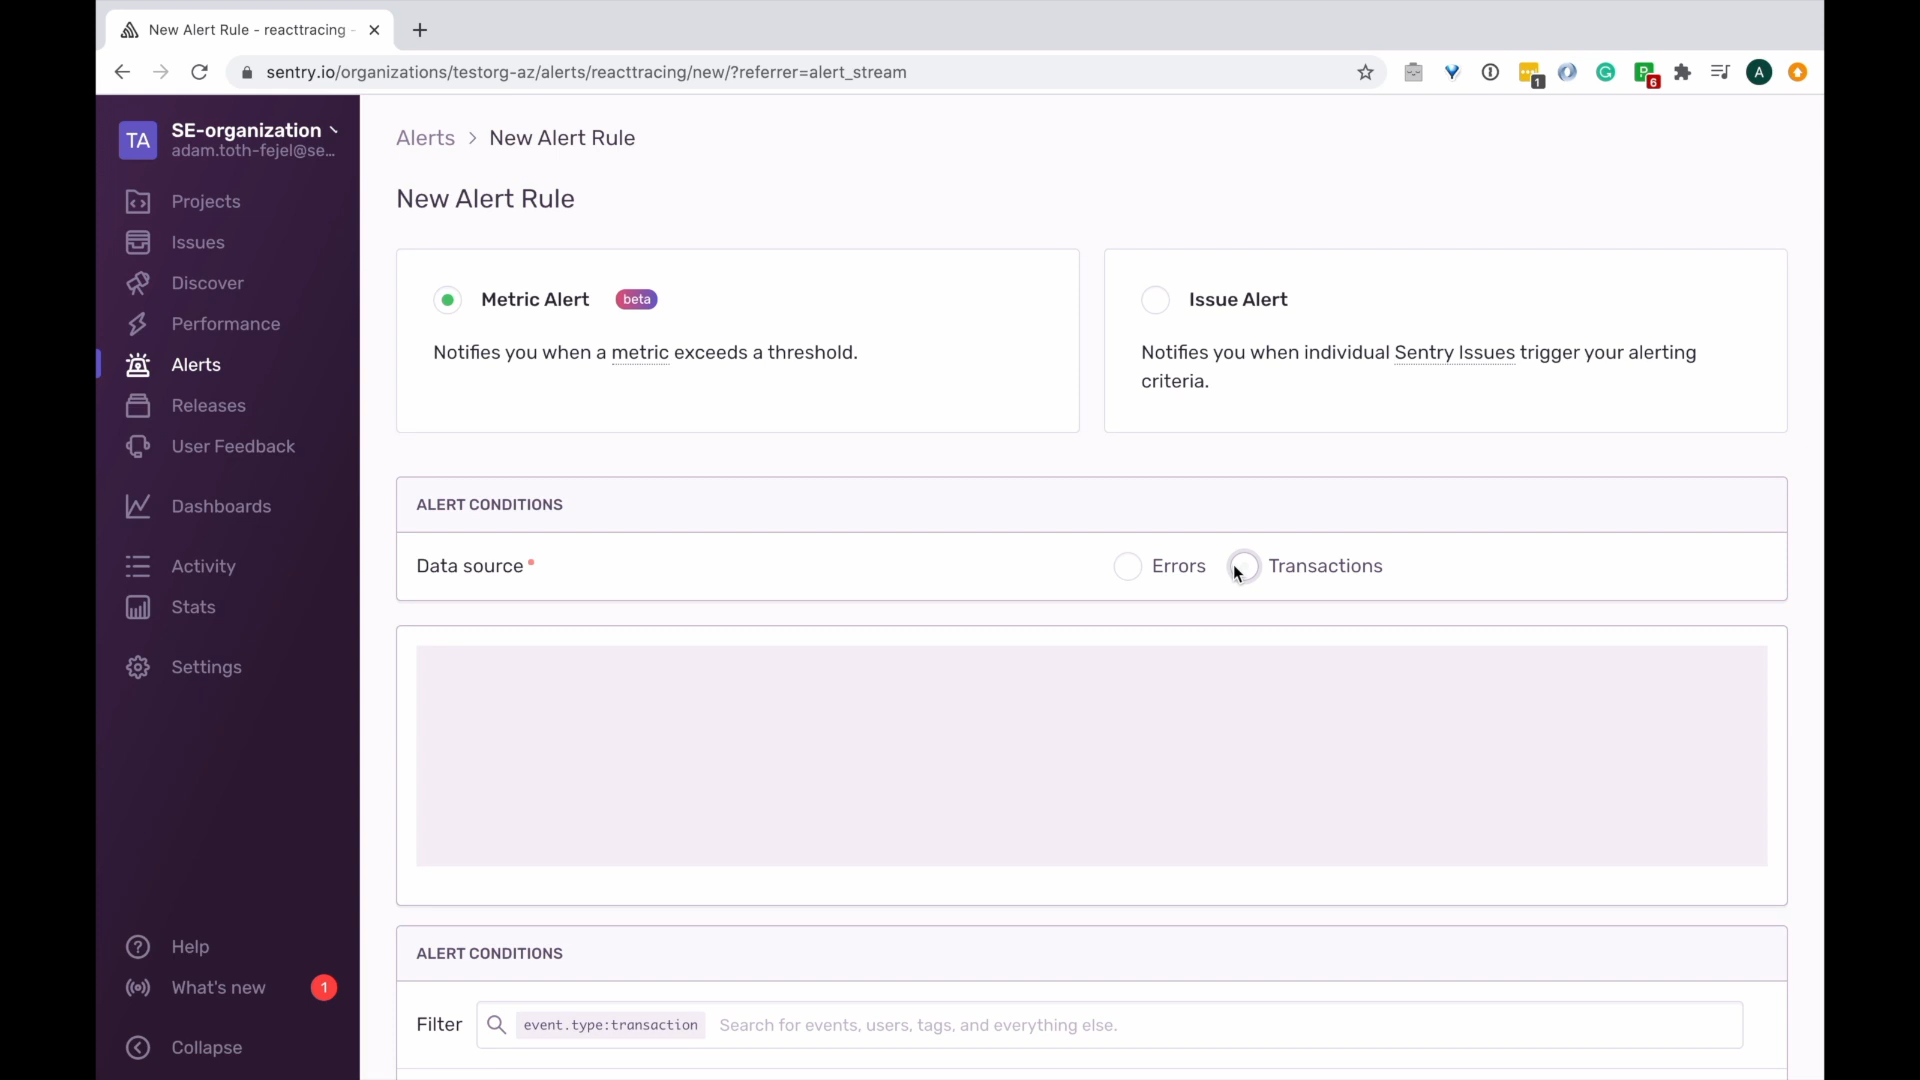 New Alert Rule - reacttracing -
sentry.io/organizations/testorg-az/alerts/reacttracing/new/?referrer=alert_stream
1
6
A
TA
SE-organization
adam.toth-fejel@se...
Projects
Issues
Discover
Performance
Alerts
Releases
User Feedback
Dashboards
Activity
Stats
Settings
Help
What's new 1
Collapse
Alerts > New Alert Rule
New Alert Rule
Metric Alert beta
Notifies you when a metric exceeds a threshold.
Issue Alert
Notifies you when individual Sentry Issues trigger your alerting
criteria.
ALERT CONDITIONS
Data source Errors Transactions
ALERT CONDITIONS
Filter event.type:transaction Search for events, users, tags, and everything else.